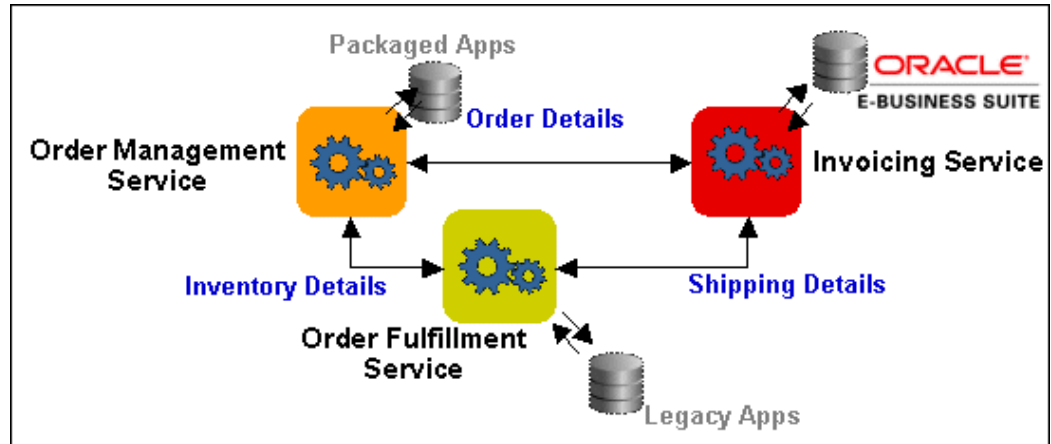 Packaged Apps
ORACLE
E-BUSINESS SUITE
Order Details
Order Management
Service
Invoicing Service
Inventory Details
Shipping Details
Order Fulfillment
Service
Legacy Apps